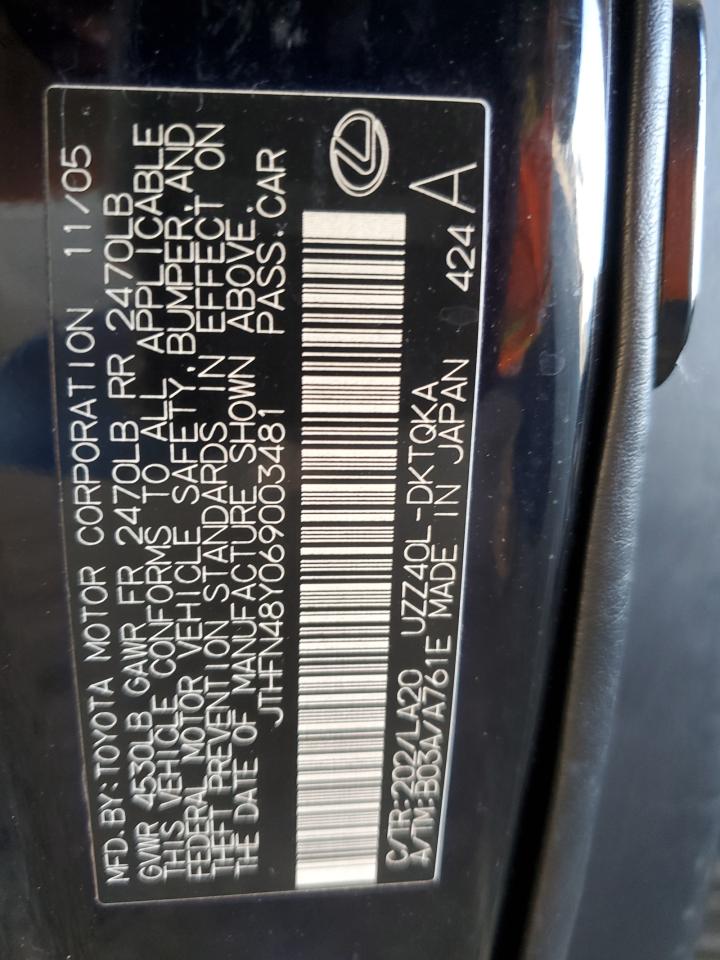 MFD. BY: TOYOTA MOTOR CORPORATION 11/05
GVWR 4530LB GAWR FR 2470LB RR 2470LB
THIS VEHICLE CONFORMS TO ALL APPLICABLE
FEDERAL MOTOR VEHICLE SAFETY, BUMPER, AND
THEFT PREVENTION STANDARDS IN EFFECT ON
THE DATE OF MANUFACTURE SHOWN ABOVE.
JTHFN48Y069003481 PASS. CAR
C/TR: 202/LA20 UZZ40L-DKTQKA 424
A/TM: B03A/A761E MADE IN JAPAN A